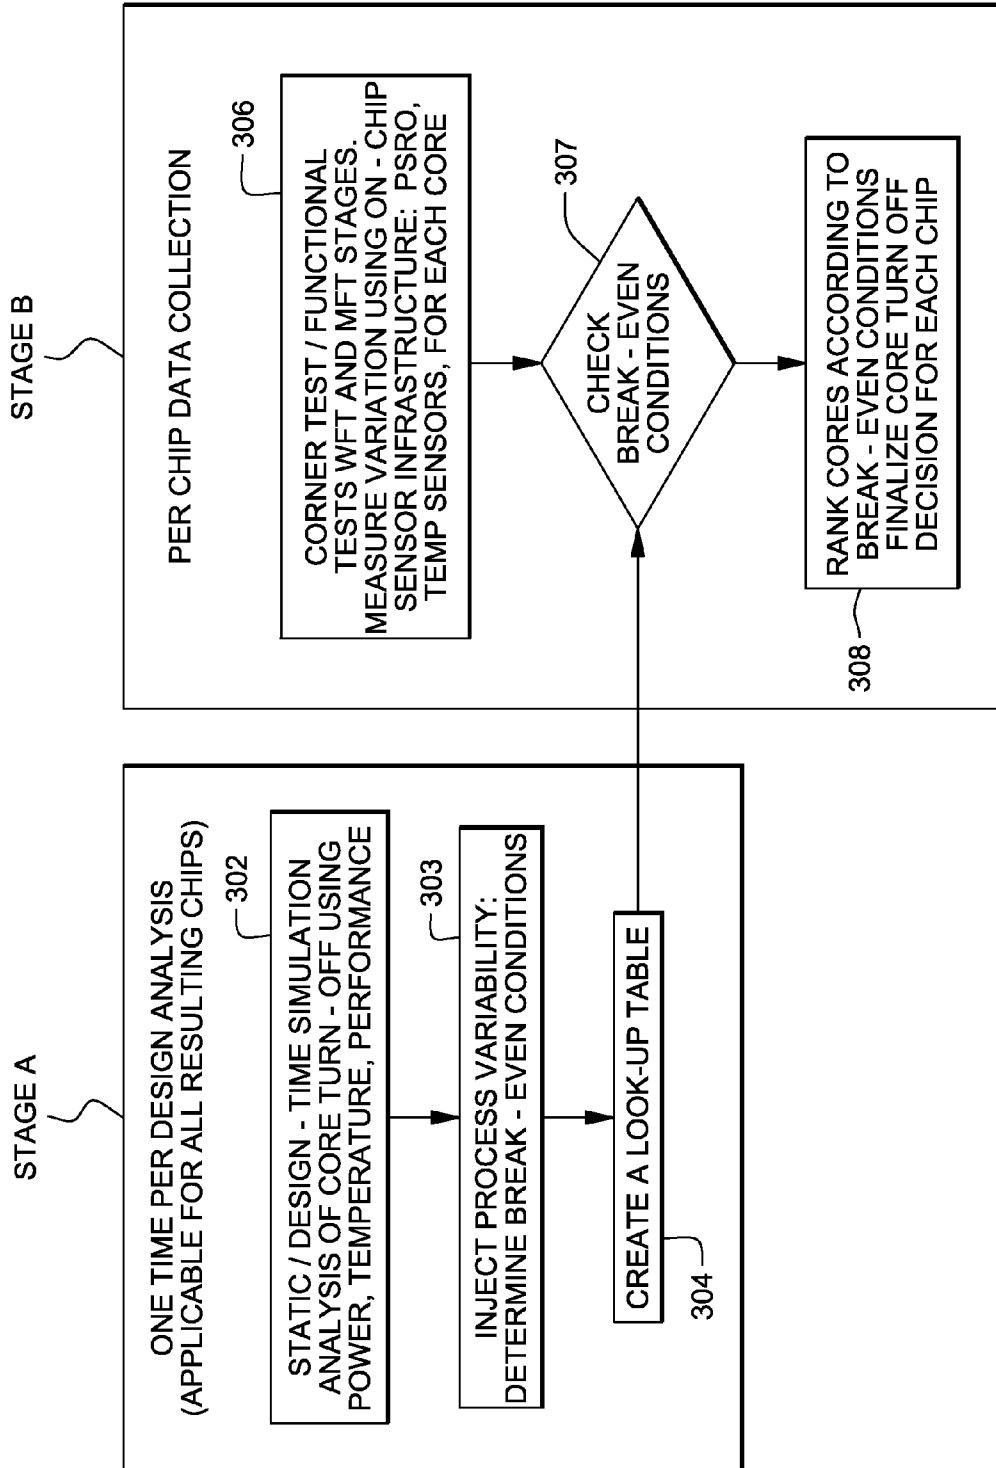 STAGE A
ONE TIME PER DESIGN ANALYSIS
(APPLICABLE FOR ALL RESULTING CHIPS)
302
STATIC / DESIGN - TIME SIMULATION
ANALYSIS OF CORE TURN - OFF USING
POWER, TEMPERATURE, PERFORMANCE
303
INJECT PROCESS VARIABILITY:
DETERMINE BREAK - EVEN CONDITIONS
CREATE A LOOK-UP TABLE
304
STAGE B
PER CHIP DATA COLLECTION
306
CORNER TEST / FUNCTIONAL
TESTS WFT AND MFT STAGES.
MEASURE VARIATION USING ON - CHIP
SENSOR INFRASTRUCTURE: PSRO,
TEMP SENSORS, FOR EACH CORE
307
CHECK
BREAK - EVEN
CONDITIONS
RANK CORES ACCORDING TO
BREAK - EVEN CONDITIONS
FINALIZE CORE TURN OFF
DECISION FOR EACH CHIP
308